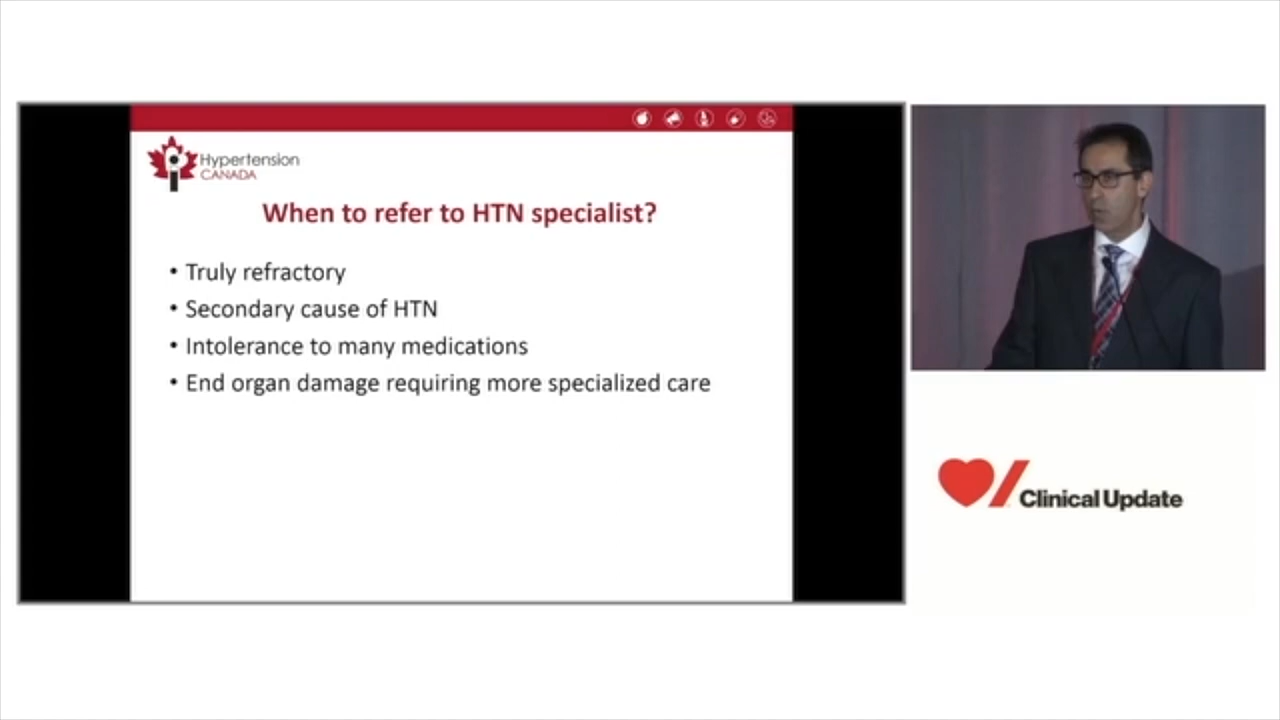 Hypertension
CANADA
When to refer to HTN specialist?
• Truly refractory
• Secondary cause of HTN
• Intolerance to many medications
• End organ damage requiring more specialized care
Clinical Update